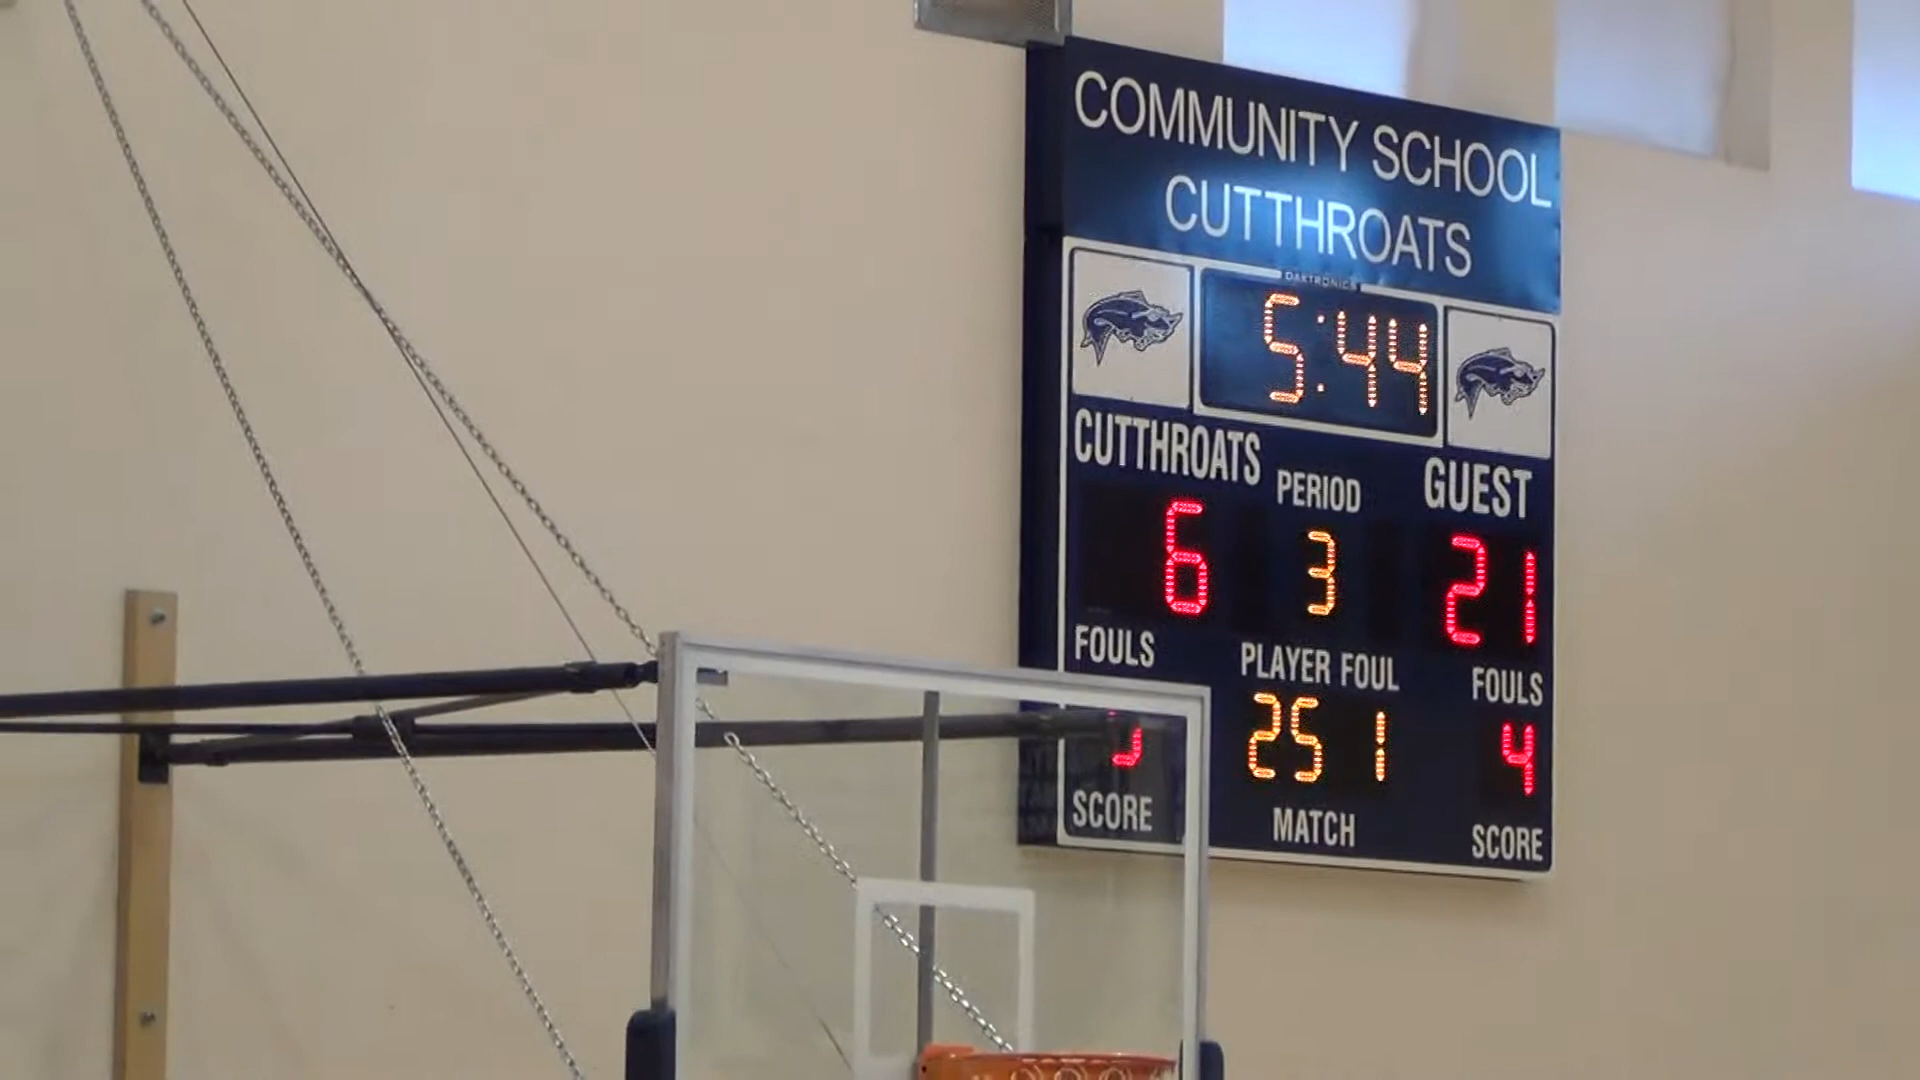 COMMUNITY SCHOOL
CUTTHROATS
DAKTRONICS
5:44
CUTTHROATS
PERIOD
GUEST
6
3
21
FOULS
PLAYER FOUL
FOULS
25 1
4
SCORE
MATCH
SCORE